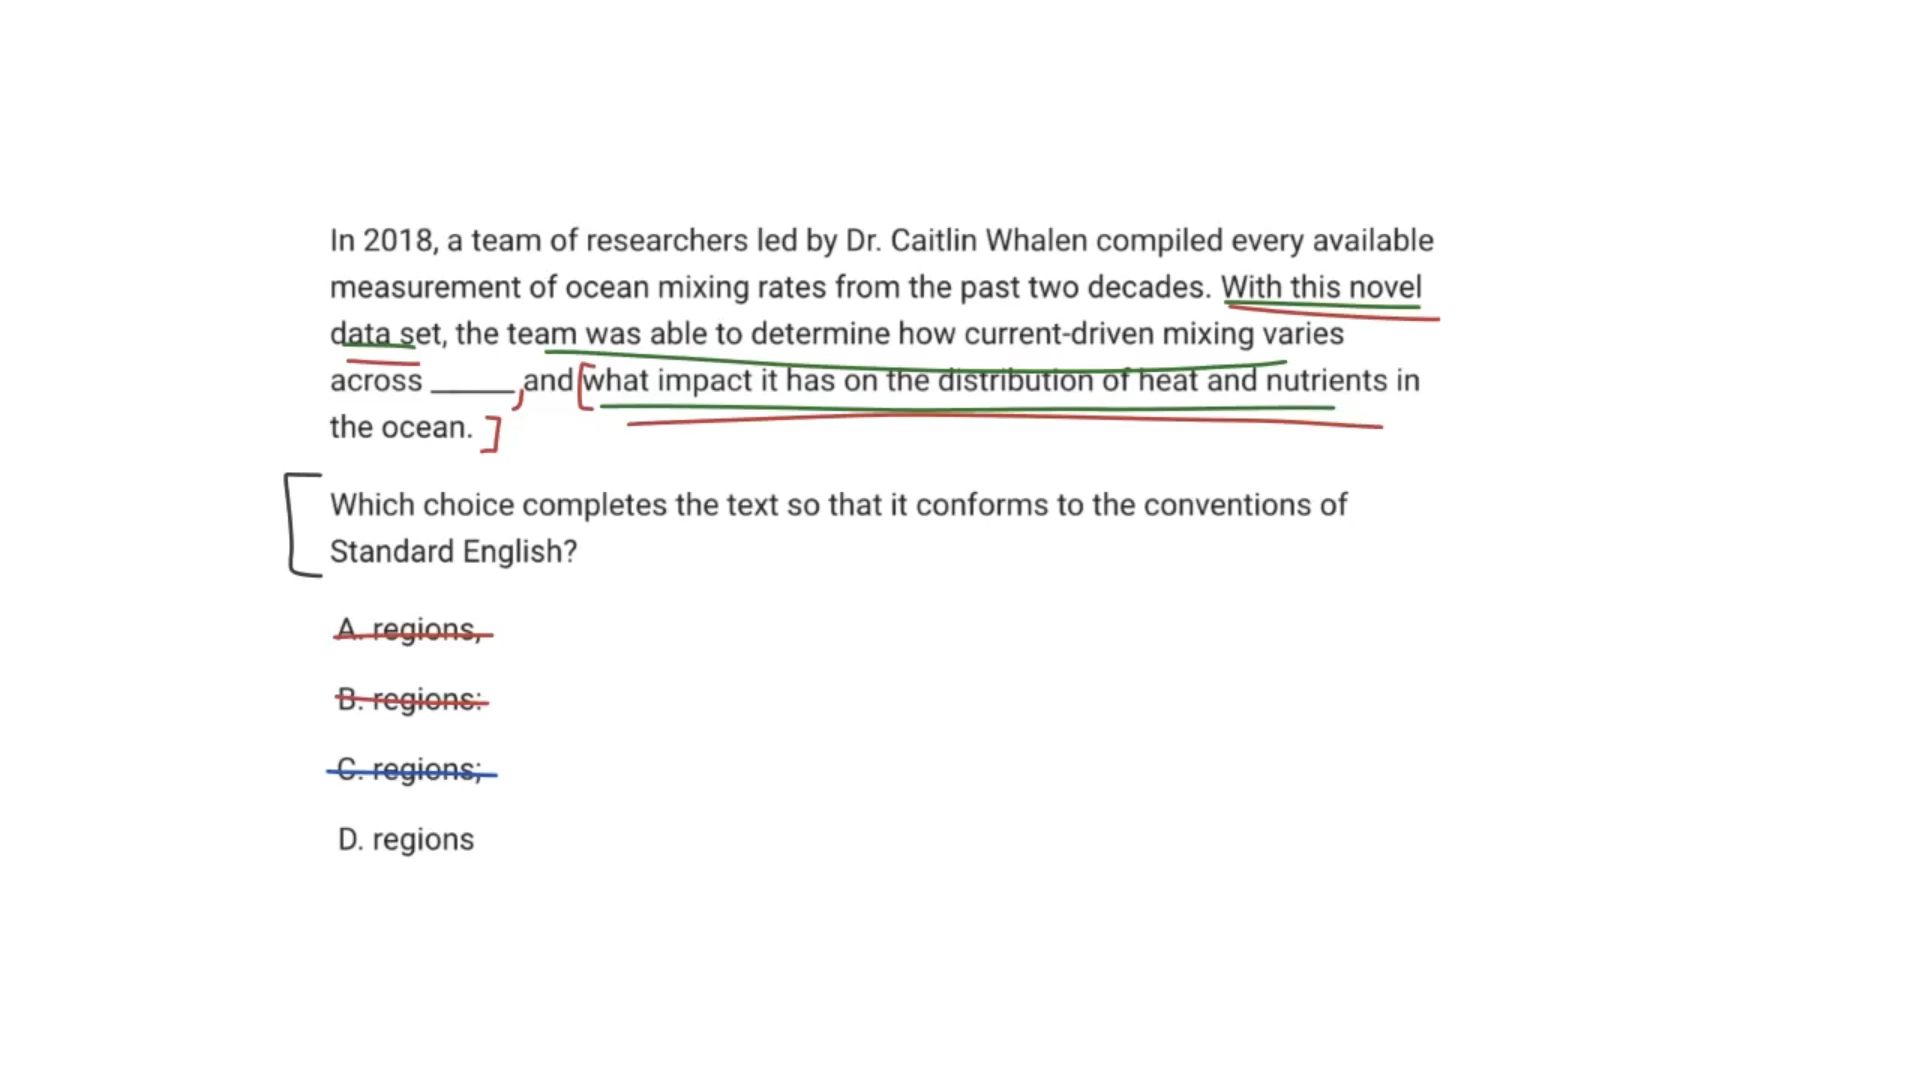 In 2018, a team of researchers led by Dr. Caitlin Whalen compiled every available
measurement of ocean mixing rates from the past two decades. With this novel
data set, the team was able to determine how current-driven mixing varies
across ______, and [what impact it has on the distribution of heat and nutrients in
the ocean. ]
Which choice completes the text so that it conforms to the conventions of
Standard English?
A. regions,
B. regions:
C. regions;
D. regions